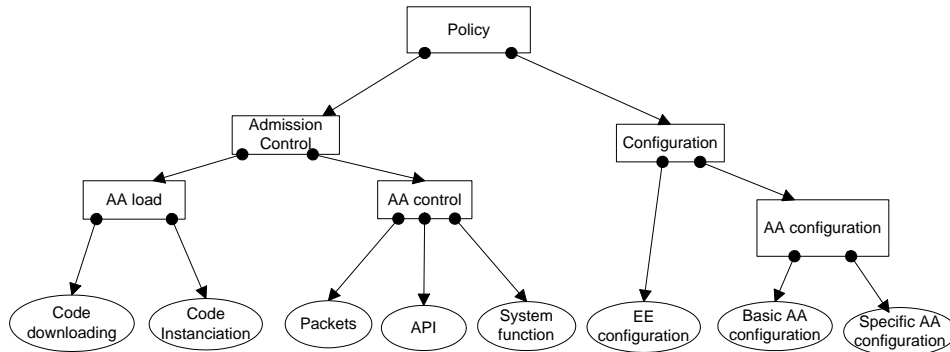 Policy
Admission
Control
Configuration
AA load
AA control
AA configuration
Code
downloading
Code
Instanciation
Packets
API
System
function
EE
configuration
Basic AA
configuration
Specific AA
configuration